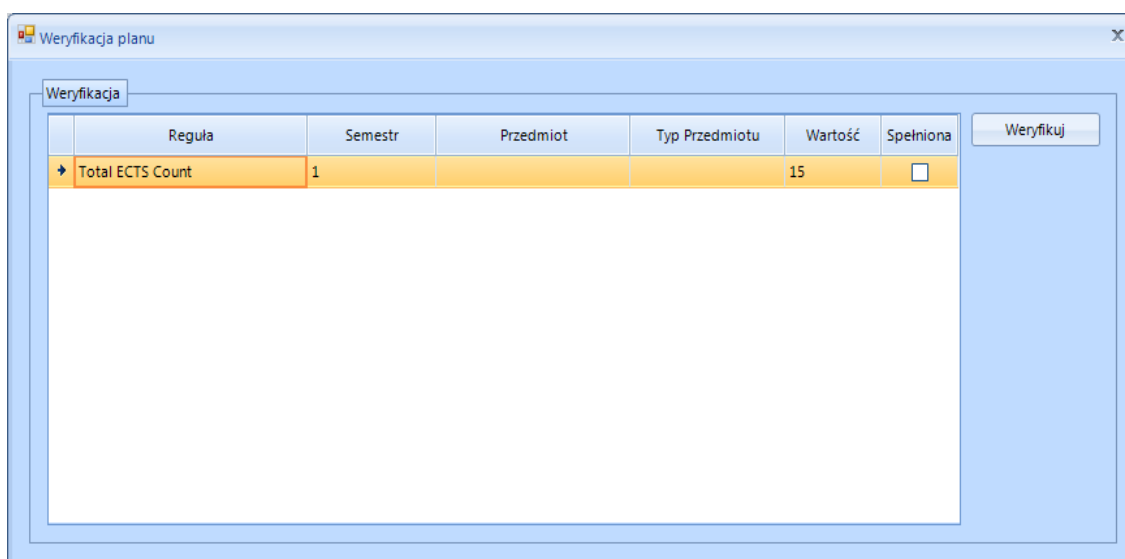 Weryfikacja planu
Weryfikacja
Reguła Semestr Przedmiot Typ Przedmiotu Wartość Spełniona Weryfikuj
Total ECTS Count 1 15